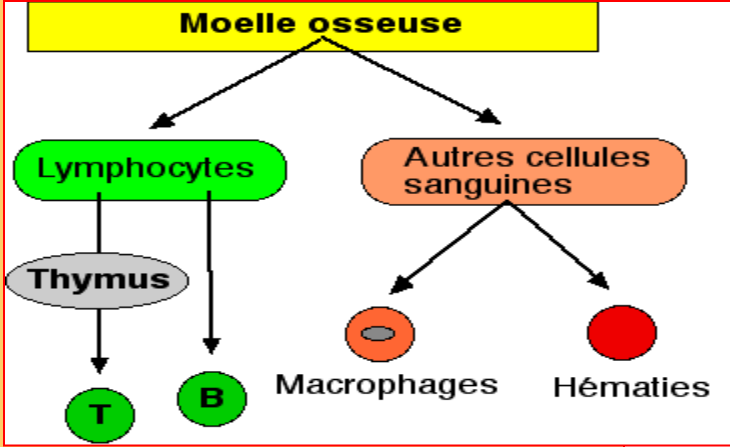 Moelle osseuse
Lymphocytes
Autres cellules
sanguines
Thymus
T
B
Macrophages
Hématies